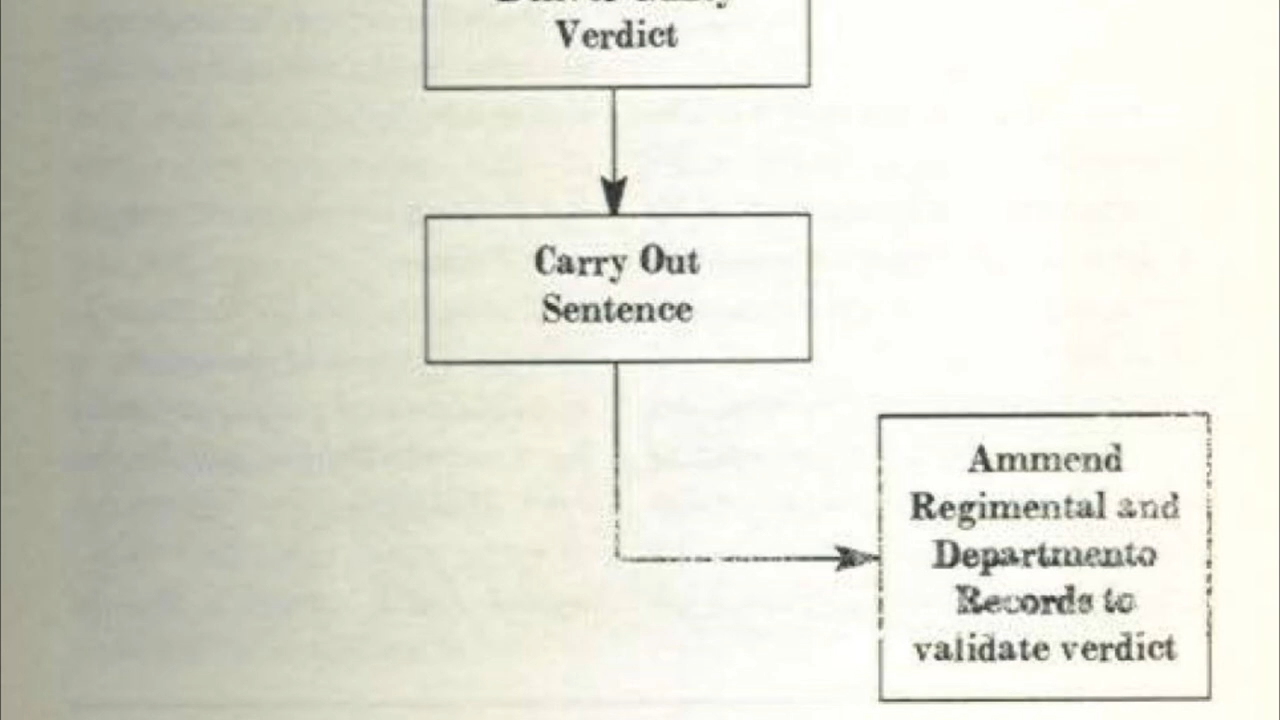 Verdict
Carry Out
Sentence
Ammend
Regimental and
Departmento
Records to
validate verdict